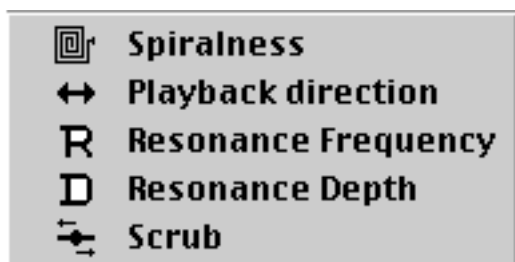 Spiralness
Playback direction
R Resonance Frequency
D Resonance Depth
Scrub